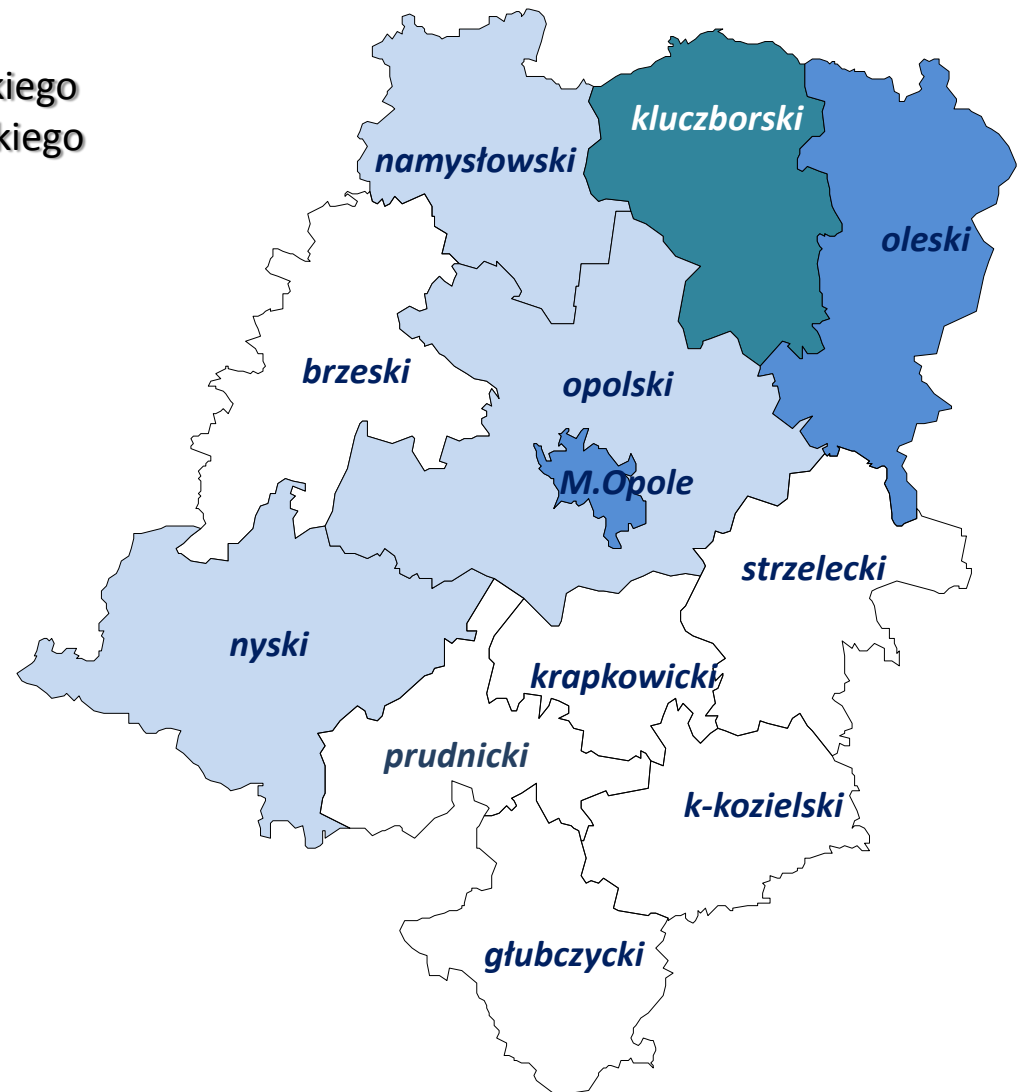 kiego
kiego
kluczborski
namysłowski
oleski
brzeski
opolski
M.Opole
strzelecki
nyski
krapkowicki
prudnicki
k-kozielski
głubczycki